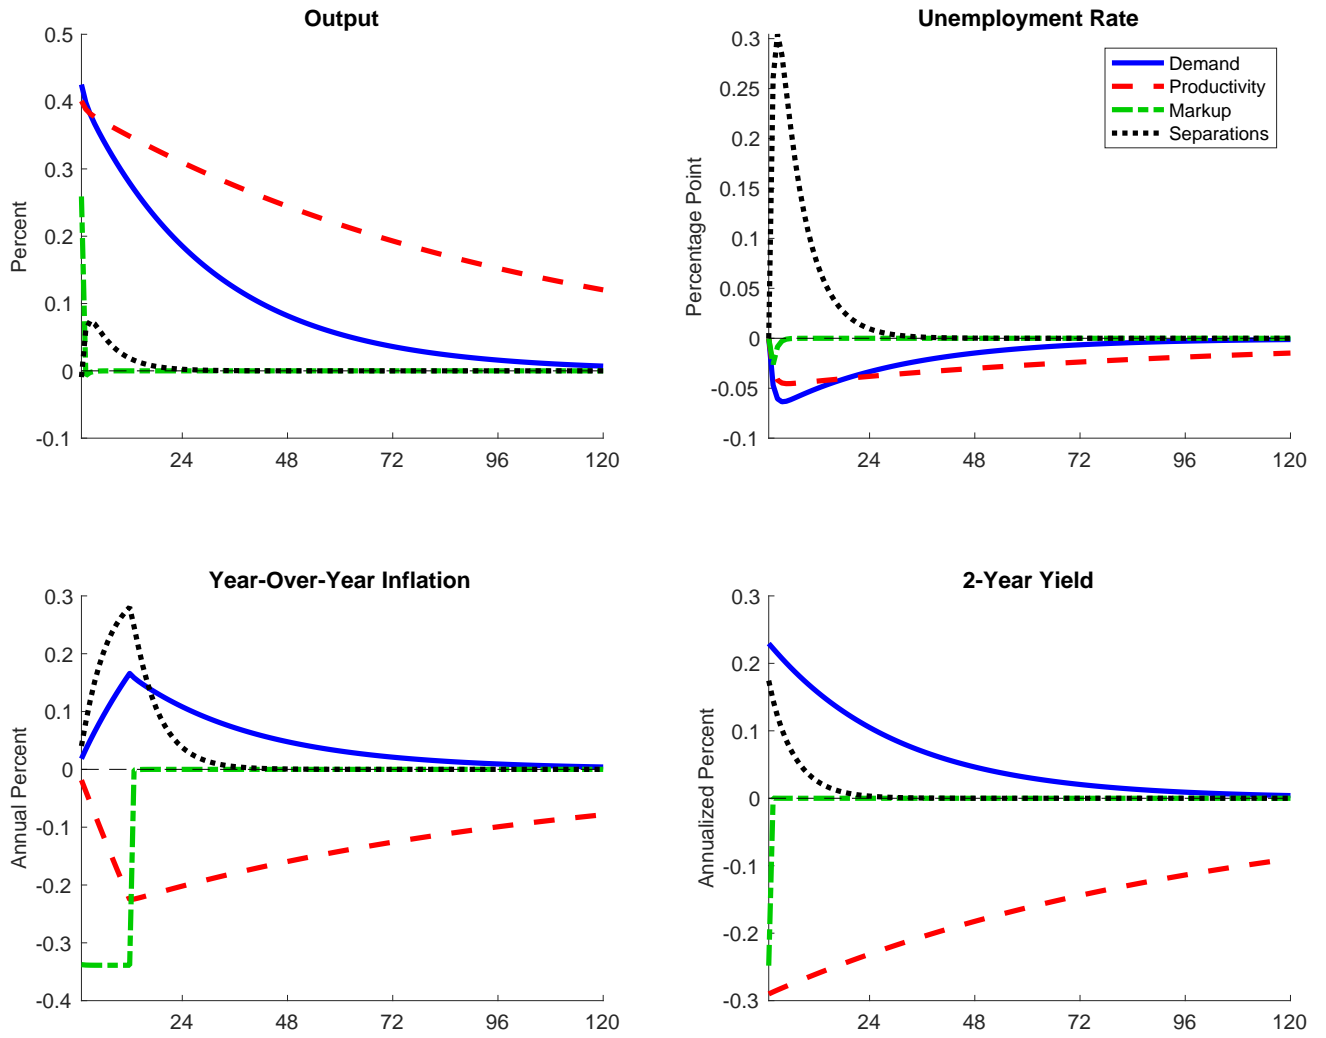 Output
Percent
0.5
0.4
0.3
0.2
0.1
0
-0.1
24 48 72 96 120
Unemployment Rate
Percentage Point
0.3
0.25
0.2
0.15
0.1
0.05
0
-0.05
-0.1
24 48 72 96 120
Demand
Productivity
Markup
Separations
Year-Over-Year Inflation
Annual Percent
0.3
0.2
0.1
0
-0.1
-0.2
-0.3
-0.4
24 48 72 96 120
2-Year Yield
Annualized Percent
0.3
0.2
0.1
0
-0.1
-0.2
-0.3
24 48 72 96 120